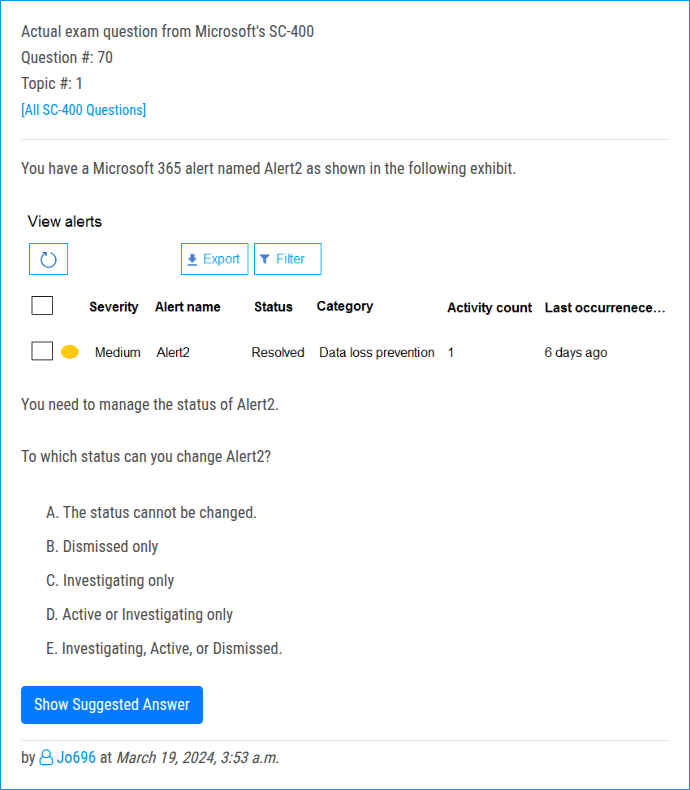 Actual exam question from Microsoft's SC-400
Question #: 70
Topic #: 1
[All SC-400 Questions]
You have a Microsoft 365 alert named Alert2 as shown in the following exhibit.
View alerts
Export Filter
Severity Alert name Status Category Activity count Last occurrenece...
Medium Alert2 Resolved Data loss prevention 1 6 days ago
You need to manage the status of Alert2.
To which status can you change Alert2?
A. The status cannot be changed.
B. Dismissed only
C. Investigating only
D. Active or Investigating only
E. Investigating, Active, or Dismissed.
Show Suggested Answer
by Jo696 at March 19, 2024, 3:53 a.m.